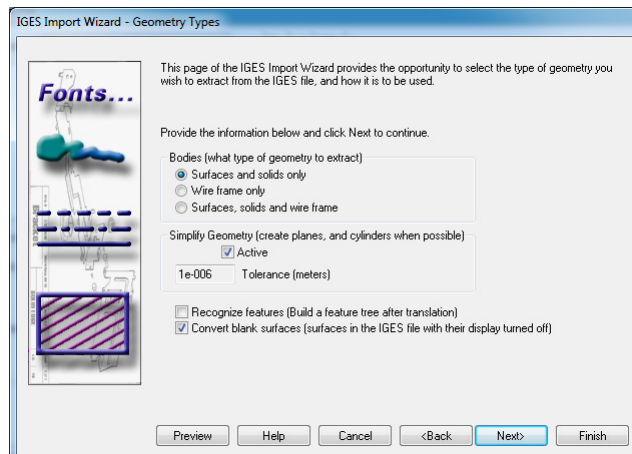 IGES Import Wizard - Geometry Types
Fonts...
This page of the IGES Import Wizard provides the opportunity to select the type of geometry you
wish to extract from the IGES file, and how it is to be used.
Provide the information below and click Next to continue.
Bodies (what type of geometry to extract)
Surfaces and solids only
Wire frame only
Surfaces, solids and wire frame
Simplify Geometry (create planes, and cylinders when possible)
Active
1e-006 Tolerance (meters)
Recognize features (Build a feature tree after translation)
Convert blank surfaces (surfaces in the IGES file with their display turned off)
Preview Help Cancel <Back Next> Finish